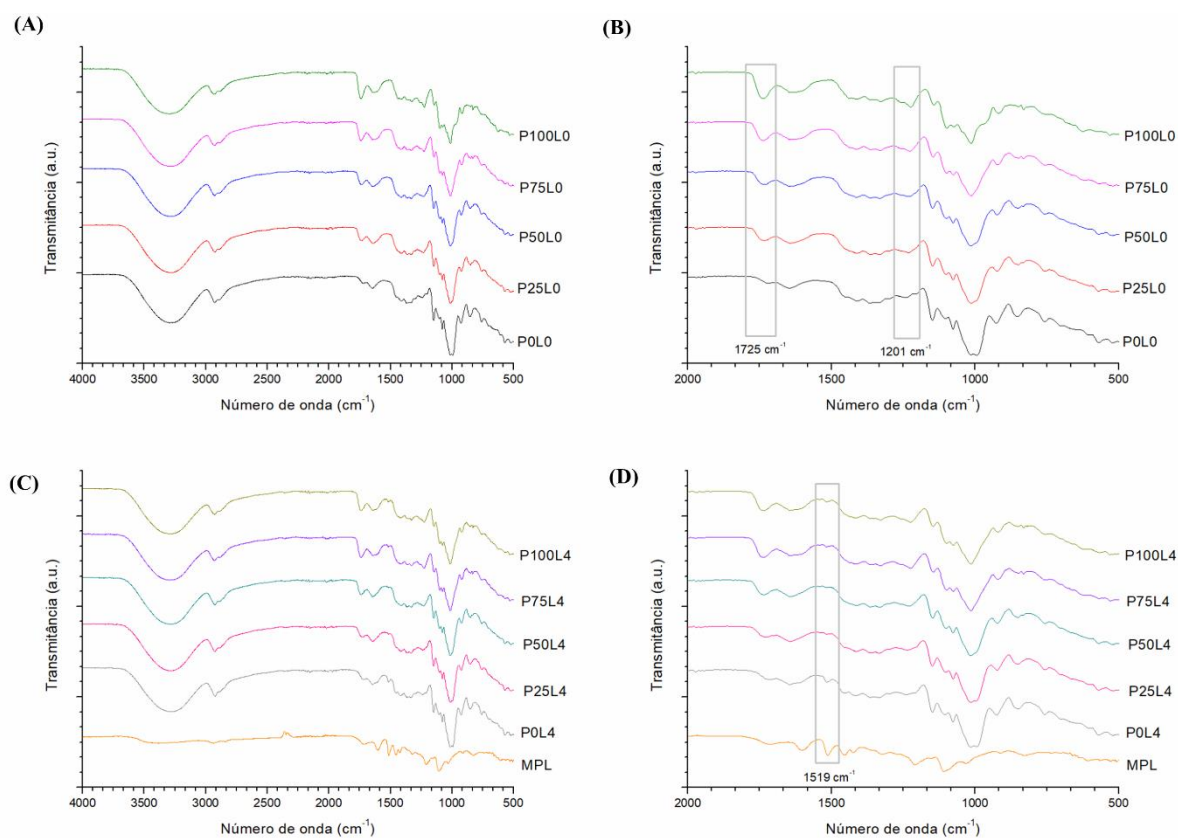 (A)
Transmitância (a.u.)
P100L0
P75L0
P50L0
P25L0
P0L0
4000 3500 3000 2500 2000 1500 1000 500
Número de onda (cm⁻¹)
(B)
Transmitância (a.u.)
P100L0
P75L0
P50L0
P25L0
P0L0
1725 cm⁻¹ 1201 cm⁻¹
2000 1500 1000 500
Número de onda (cm⁻¹)
(C)
Transmitância (a.u.)
P100L4
P75L4
P50L4
P25L4
P0L4
MPL
4000 3500 3000 2500 2000 1500 1000 500
Número de onda (cm⁻¹)
(D)
Transmitância (a.u.)
P100L4
P75L4
P50L4
P25L4
P0L4
MPL
1519 cm⁻¹
2000 1500 1000 500
Número de onda (cm⁻¹)